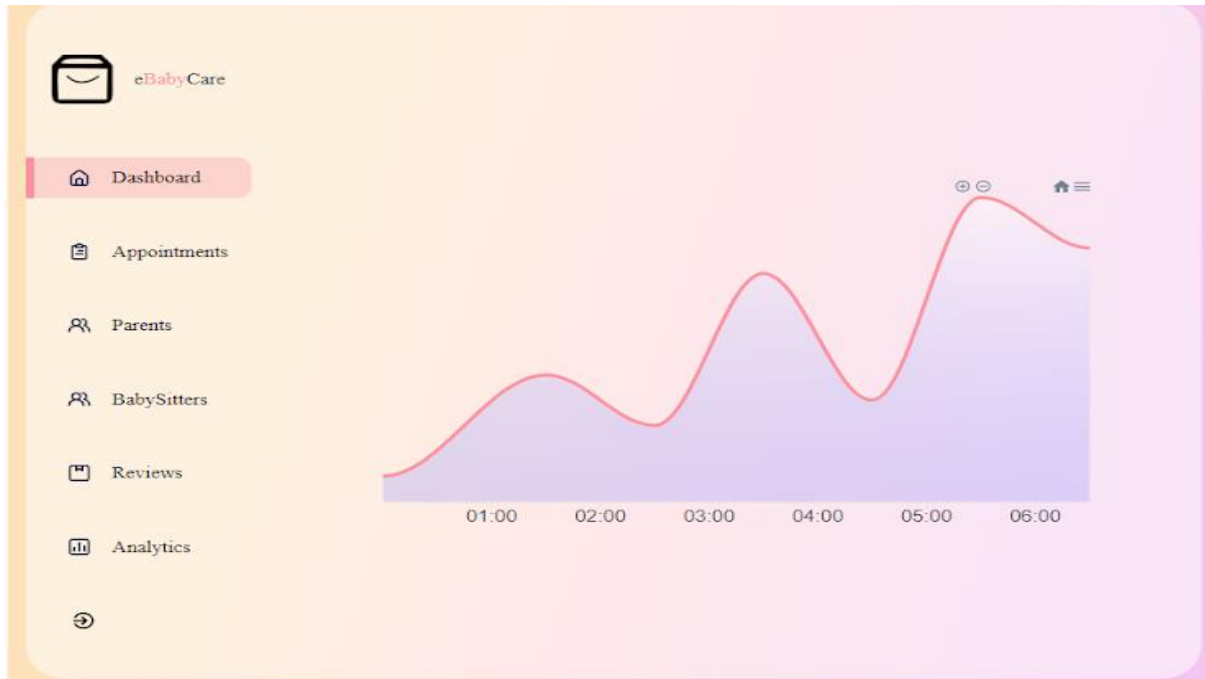 eBabyCare
Dashboard
Appointments
Parents
BabySitters
Reviews
Analytics
01:00 02:00 03:00 04:00 05:00 06:00